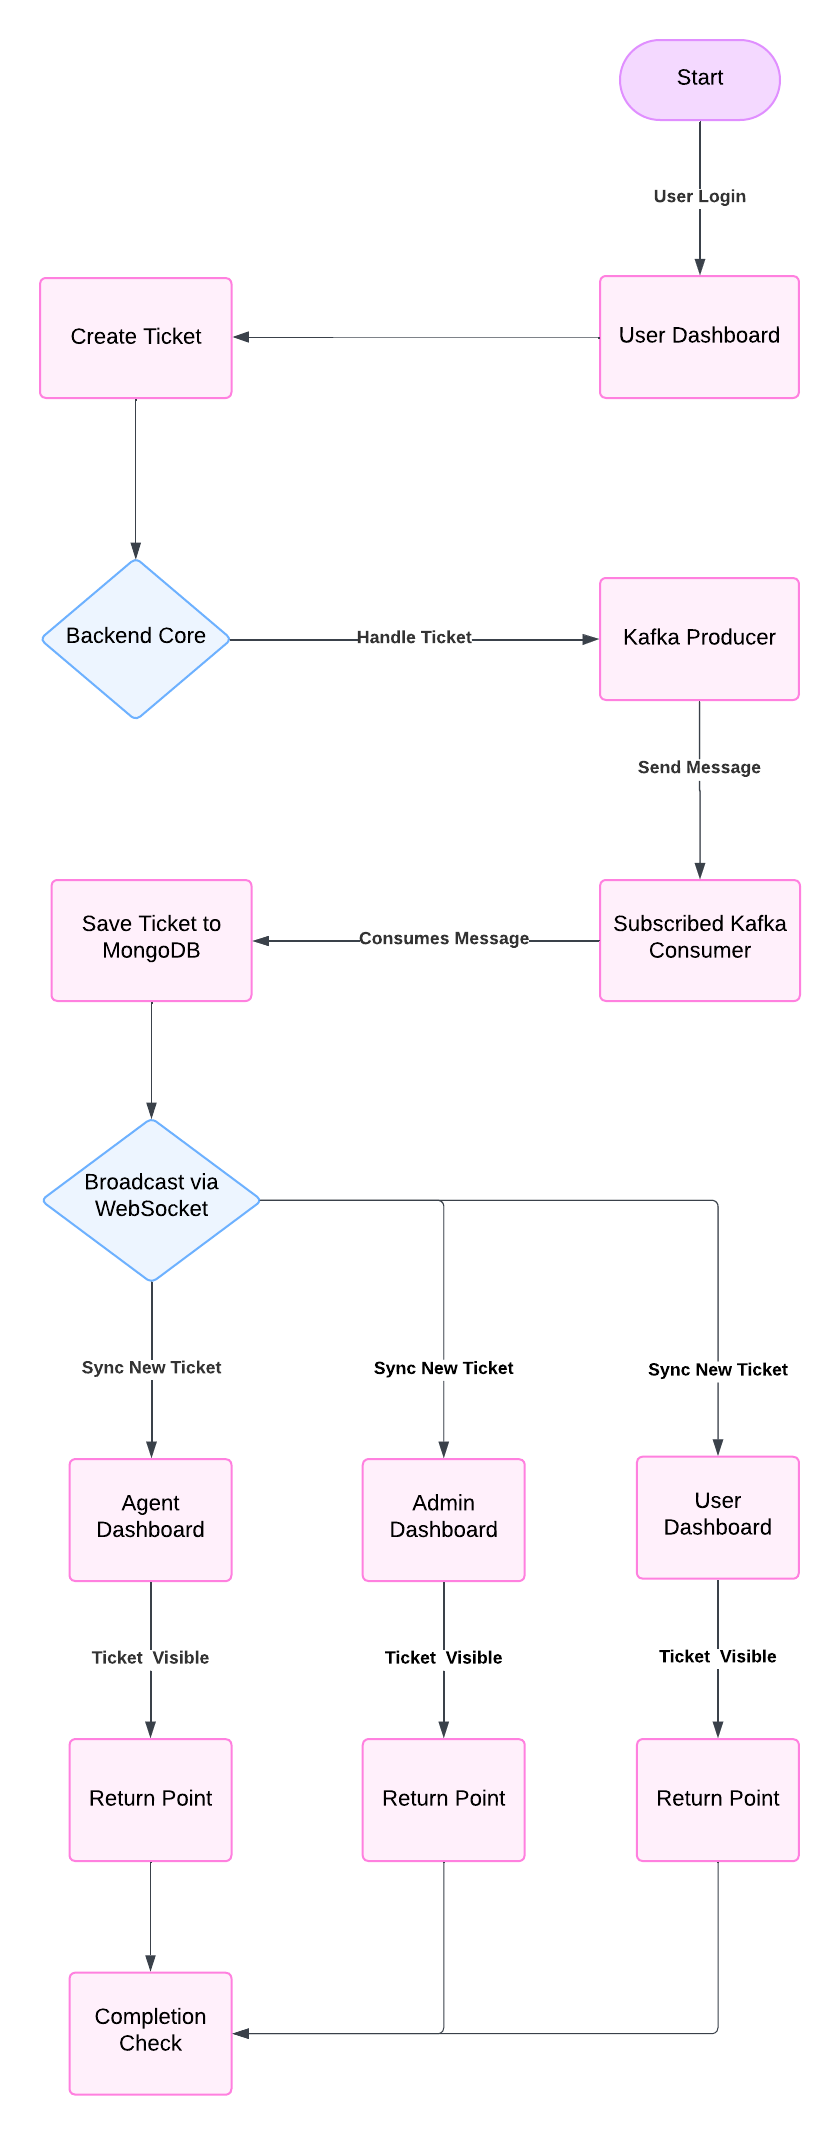 Start
User Login
Create Ticket
User Dashboard
Backend Core
Handle Ticket
Kafka Producer
Send Message
Save Ticket to
MongoDB
Consumes Message
Subscribed Kafka
Consumer
Broadcast via
WebSocket
Sync New Ticket
Sync New Ticket
Sync New Ticket
Agent
Dashboard
Admin
Dashboard
User
Dashboard
Ticket  Visible
Ticket  Visible
Ticket  Visible
Return Point
Return Point
Return Point
Completion
Check